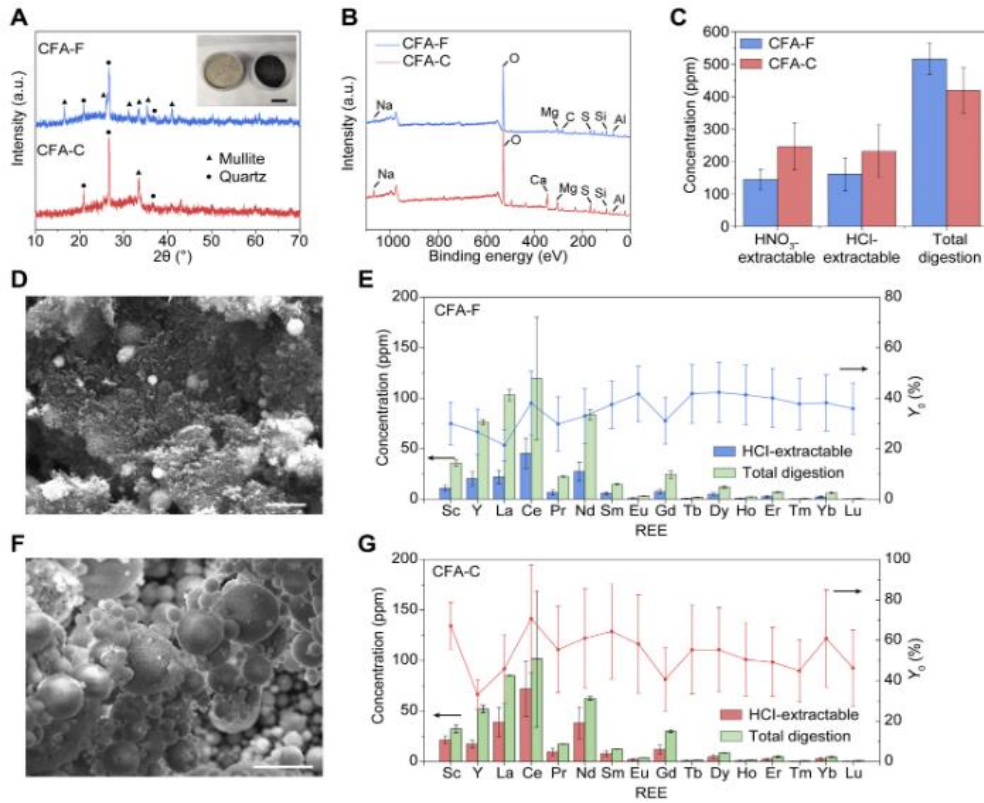 A
CFA-F
CFA-C
Mullite
Quartz
Intensity (a.u.)
10 20 30 40 50 60 70
2θ (°)
B
CFA-F
CFA-C
O
Na
Mg C S Si Al
O
Na
Ca
Mg S Si Al
Intensity (a.u.)
1000 800 600 400 200 0
Binding energy (eV)
C
CFA-F
CFA-C
Concentration (ppm)
600
500
400
300
200
100
0
HNO3-
extractable
HCl-
extractable
Total
digestion
D
E
CFA-F
Concentration (ppm)
200
150
100
50
0
80
60
40
20
0
Y0 (%)
HCl-extractable
Total digestion
Sc Y La Ce Pr Nd Sm Eu Gd Tb Dy Ho Er Tm Yb Lu
REE
F
G
CFA-C
Concentration (ppm)
200
150
100
50
0
100
80
60
40
20
0
Y0 (%)
HCl-extractable
Total digestion
Sc Y La Ce Pr Nd Sm Eu Gd Tb Dy Ho Er Tm Yb Lu
REE